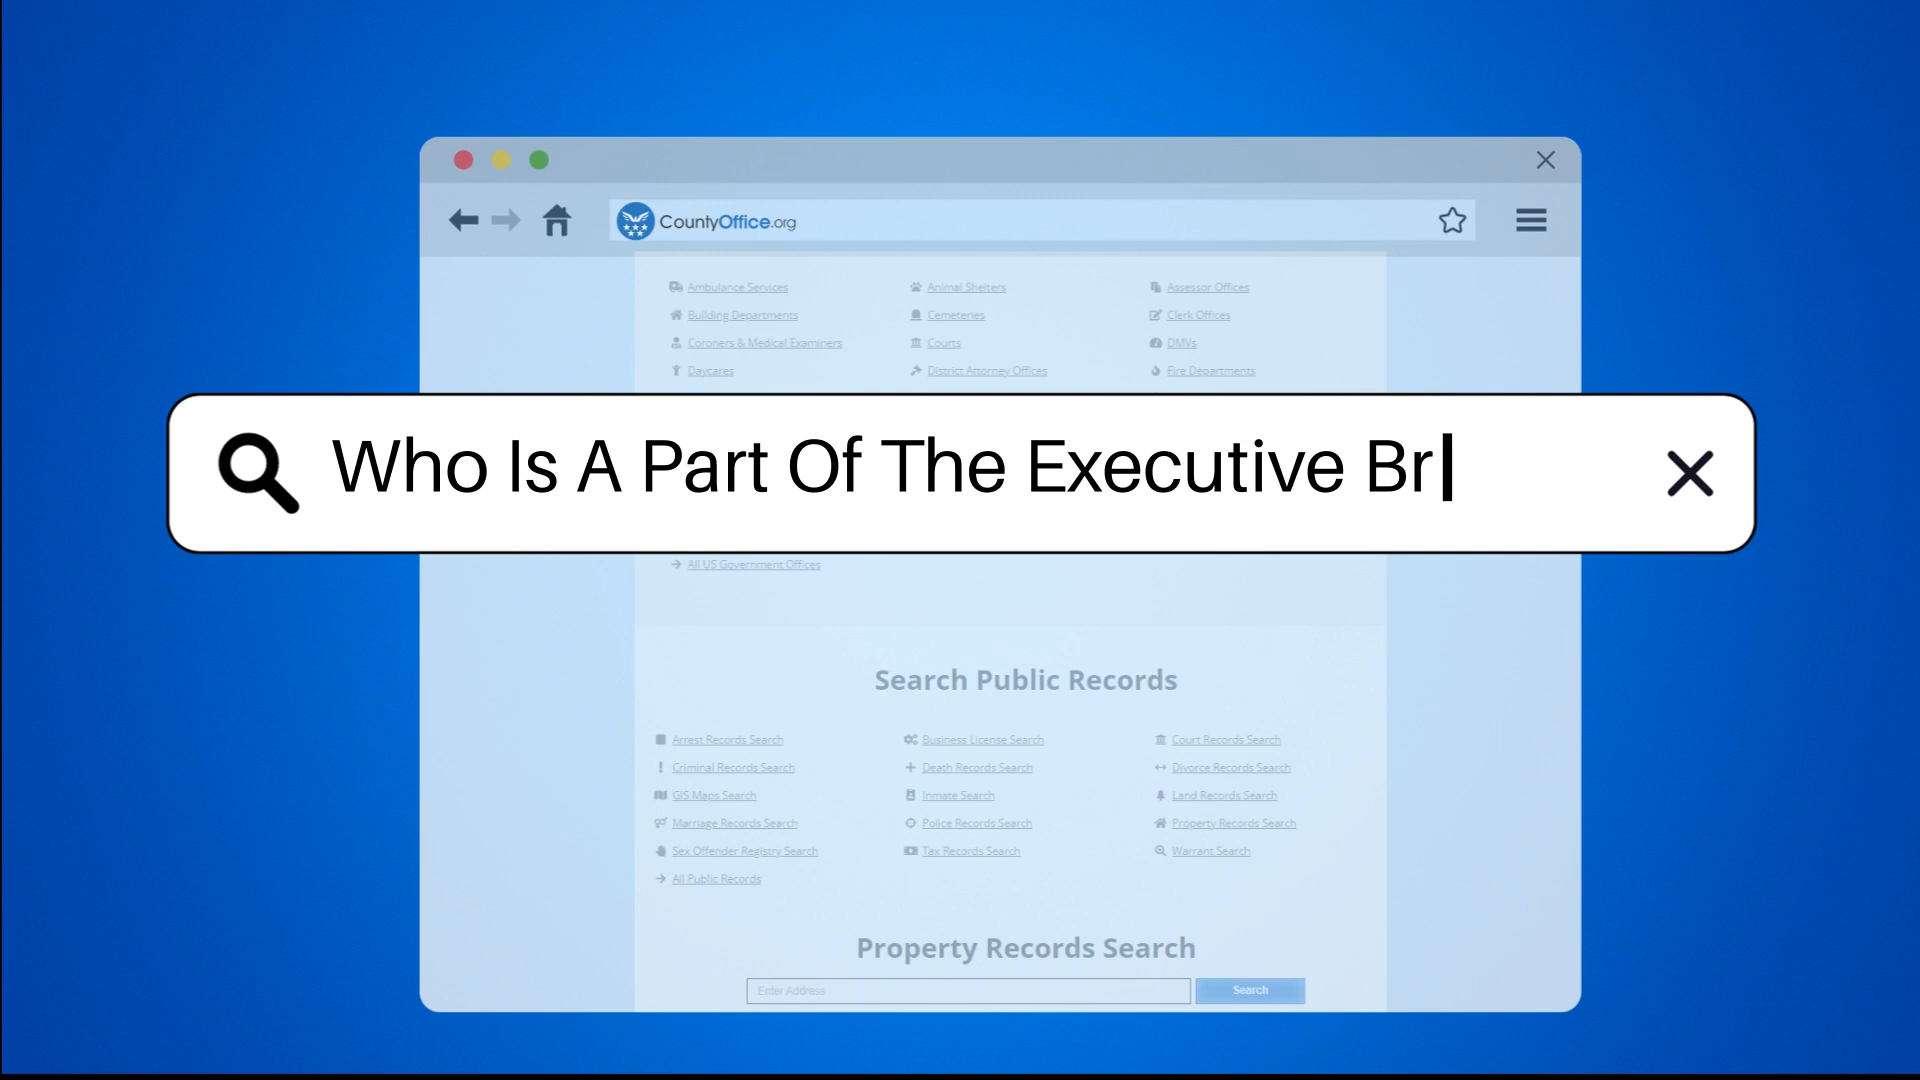 CountyOffice.org
Ambulance Services Animal Shelters Assessor Offices
Building Departments Cemeteries Clerk Offices
Coroners & Medical Examiners Courts DMVs
Daycares District Attorney Offices Fire Departments
Who Is A Part Of The Executive Br
All US Government Offices
Search Public Records
Arrest Records Search Business License Search Court Records Search
Criminal Records Search Death Records Search Divorce Records Search
GIS Maps Search Inmate Search Land Records Search
Marriage Records Search Police Records Search Property Records Search
Sex Offender Registry Search Tax Records Search Warrant Search
All Public Records
Property Records Search
Enter Address Search